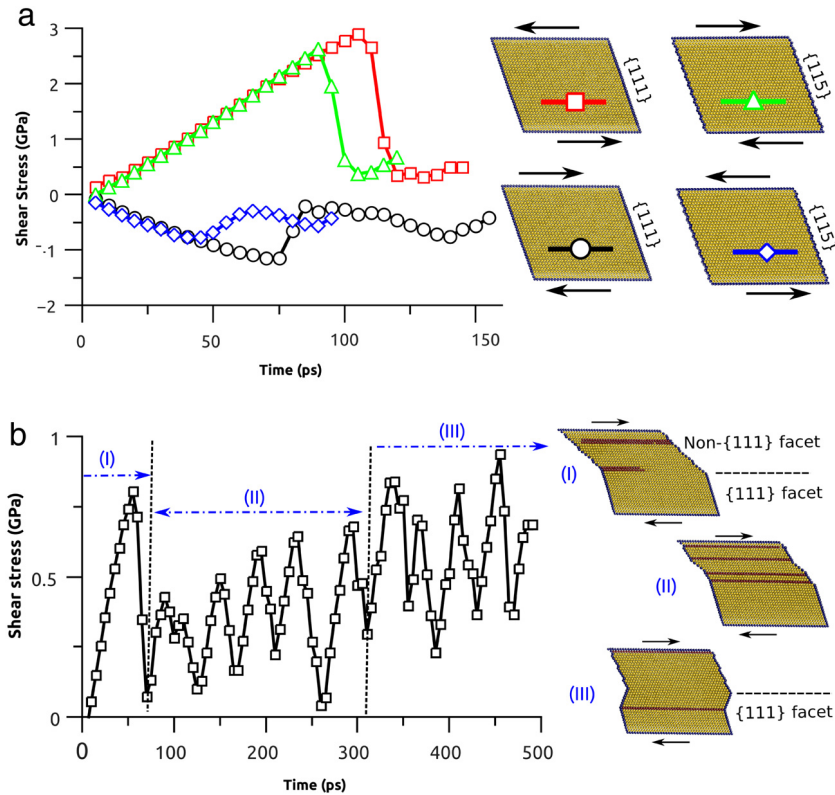 a
3
2
1
0
−1
−2
Shear Stress (GPa)
0
50
100
150
Time (ps)
{111}
{115}
{111}
{115}
b
1
0.5
0
Shear stress (GPa)
(I)
(II)
(III)
0
100
200
300
400
500
Time (ps)
(I)
Non-{111} facet
{111} facet
(II)
(III)
{111} facet